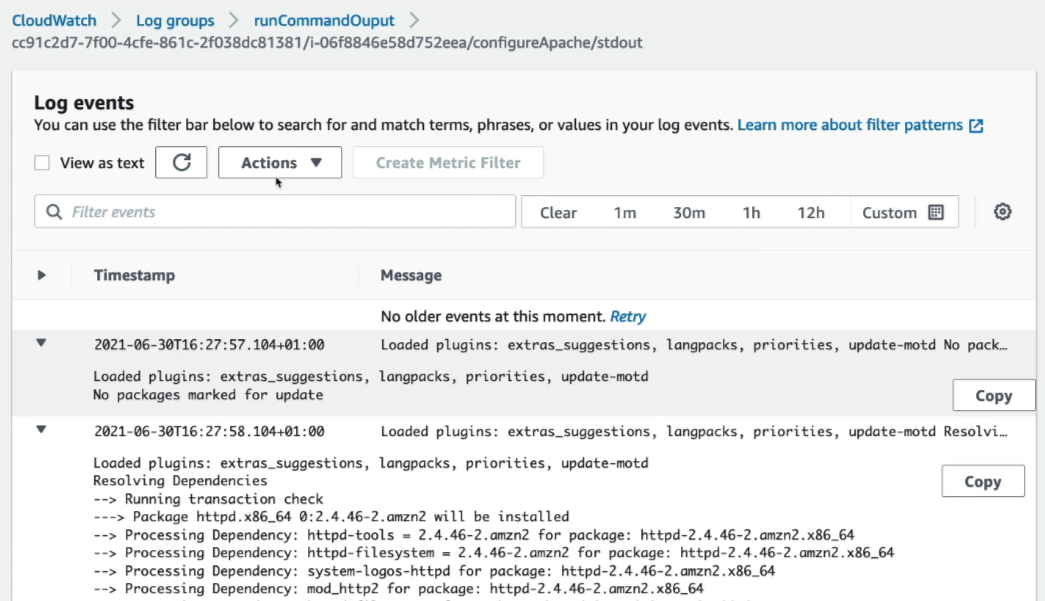 CloudWatch > Log groups > runCommandOuput >
cc91c2d7-7f00-4cfe-861c-2f038dc81381/i-06f8846e58d752eea/configureApache/stdout
Log events
You can use the filter bar below to search for and match terms, phrases, or values in your log events. Learn more about filter patterns
View as text Actions ▼ Create Metric Filter
Filter events Clear 1m 30m 1h 12h Custom
Timestamp Message
No older events at this moment. Retry
2021-06-30T16:27:57.104+01:00 Loaded plugins: extras_suggestions, langpacks, priorities, update-motd No pack…
Loaded plugins: extras_suggestions, langpacks, priorities, update-motd
No packages marked for update
Copy
2021-06-30T16:27:58.104+01:00 Loaded plugins: extras_suggestions, langpacks, priorities, update-motd Resolvi…
Loaded plugins: extras_suggestions, langpacks, priorities, update-motd
Resolving Dependencies
Copy
--> Running transaction check
---> Package httpd.x86_64 0:2.4.46-2.amzn2 will be installed
--> Processing Dependency: httpd-tools = 2.4.46-2.amzn2 for package: httpd-2.4.46-2.amzn2.x86_64
--> Processing Dependency: httpd-filesystem = 2.4.46-2.amzn2 for package: httpd-2.4.46-2.amzn2.x86_64
--> Processing Dependency: system-logos-httpd for package: httpd-2.4.46-2.amzn2.x86_64
--> Processing Dependency: mod_http2 for package: httpd-2.4.46-2.amzn2.x86_64